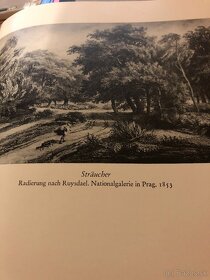 Sträucher
Radierung nach Ruysdael. Nationalgalerie in Prag, 1853